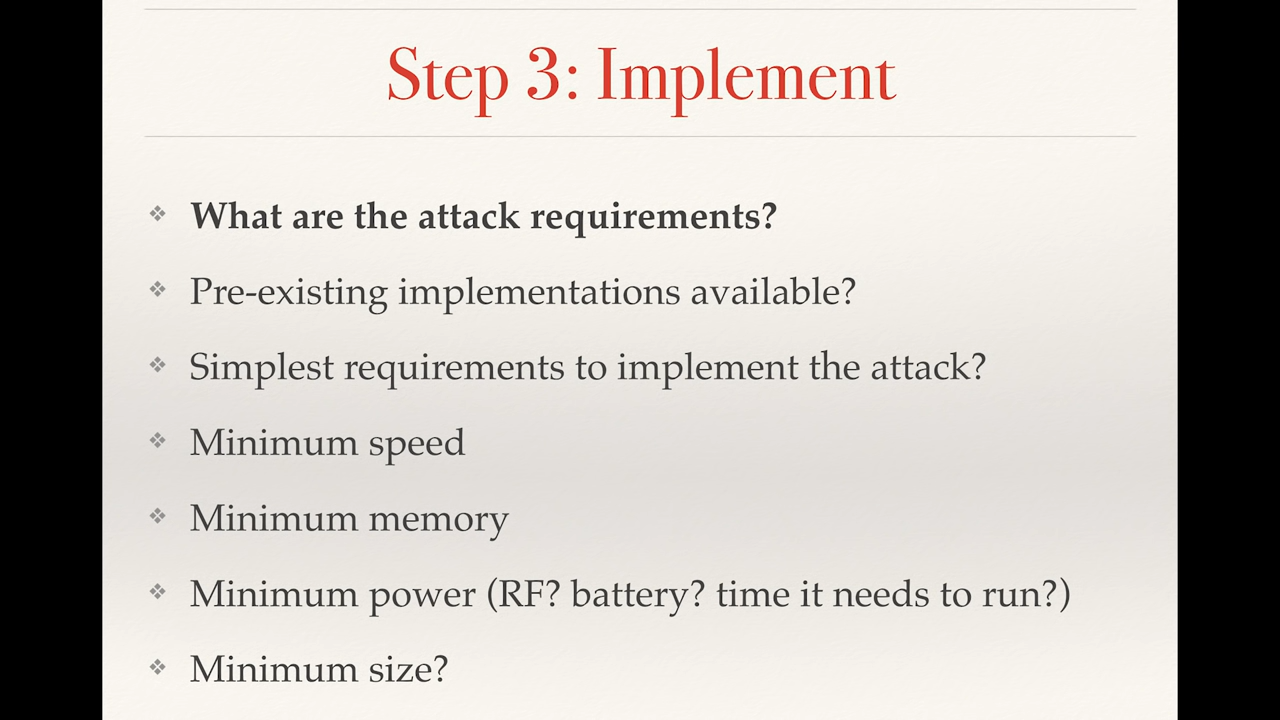 Step 3: Implement
What are the attack requirements?
Pre-existing implementations available?
Simplest requirements to implement the attack?
Minimum speed
Minimum memory
Minimum power (RF? battery? time it needs to run?)
Minimum size?